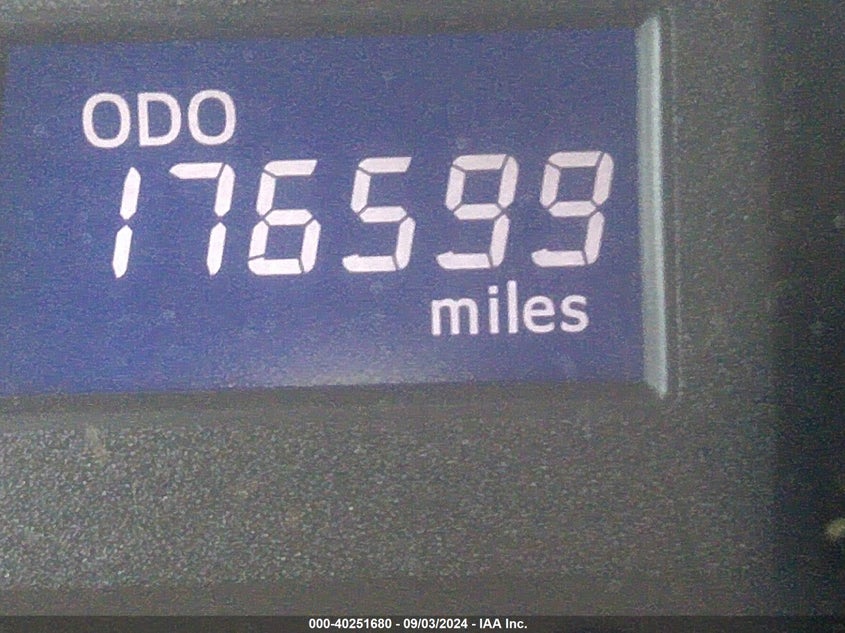 ODO
176599
miles
000-40251680 - 09/03/2024 - IAA Inc.